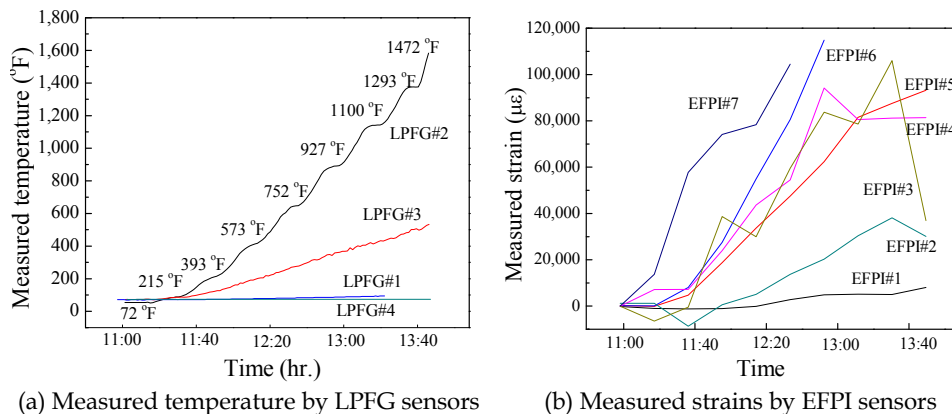 1,800
1,600
1,400
1,200
1,000
800
600
400
200
0
Measured temperature (°F)
1472 °F
1293 °F
1100 °F
LPFG#2
927 °F
752 °F
573 °F
LPFG#3
393 °F
215 °F
LPFG#1
72 °F
LPFG#4
11:00 11:40 12:20 13:00 13:40
Time (hr.)
(a) Measured temperature by LPFG sensors
120,000
100,000
80,000
60,000
40,000
20,000
0
Measured strain (με)
EFPI#6
EFPI#7
EFPI#5
EFPI#4
EFPI#3
EFPI#2
EFPI#1
11:00 11:40 12:20 13:00 13:40
Time
(b) Measured strains by EFPI sensors